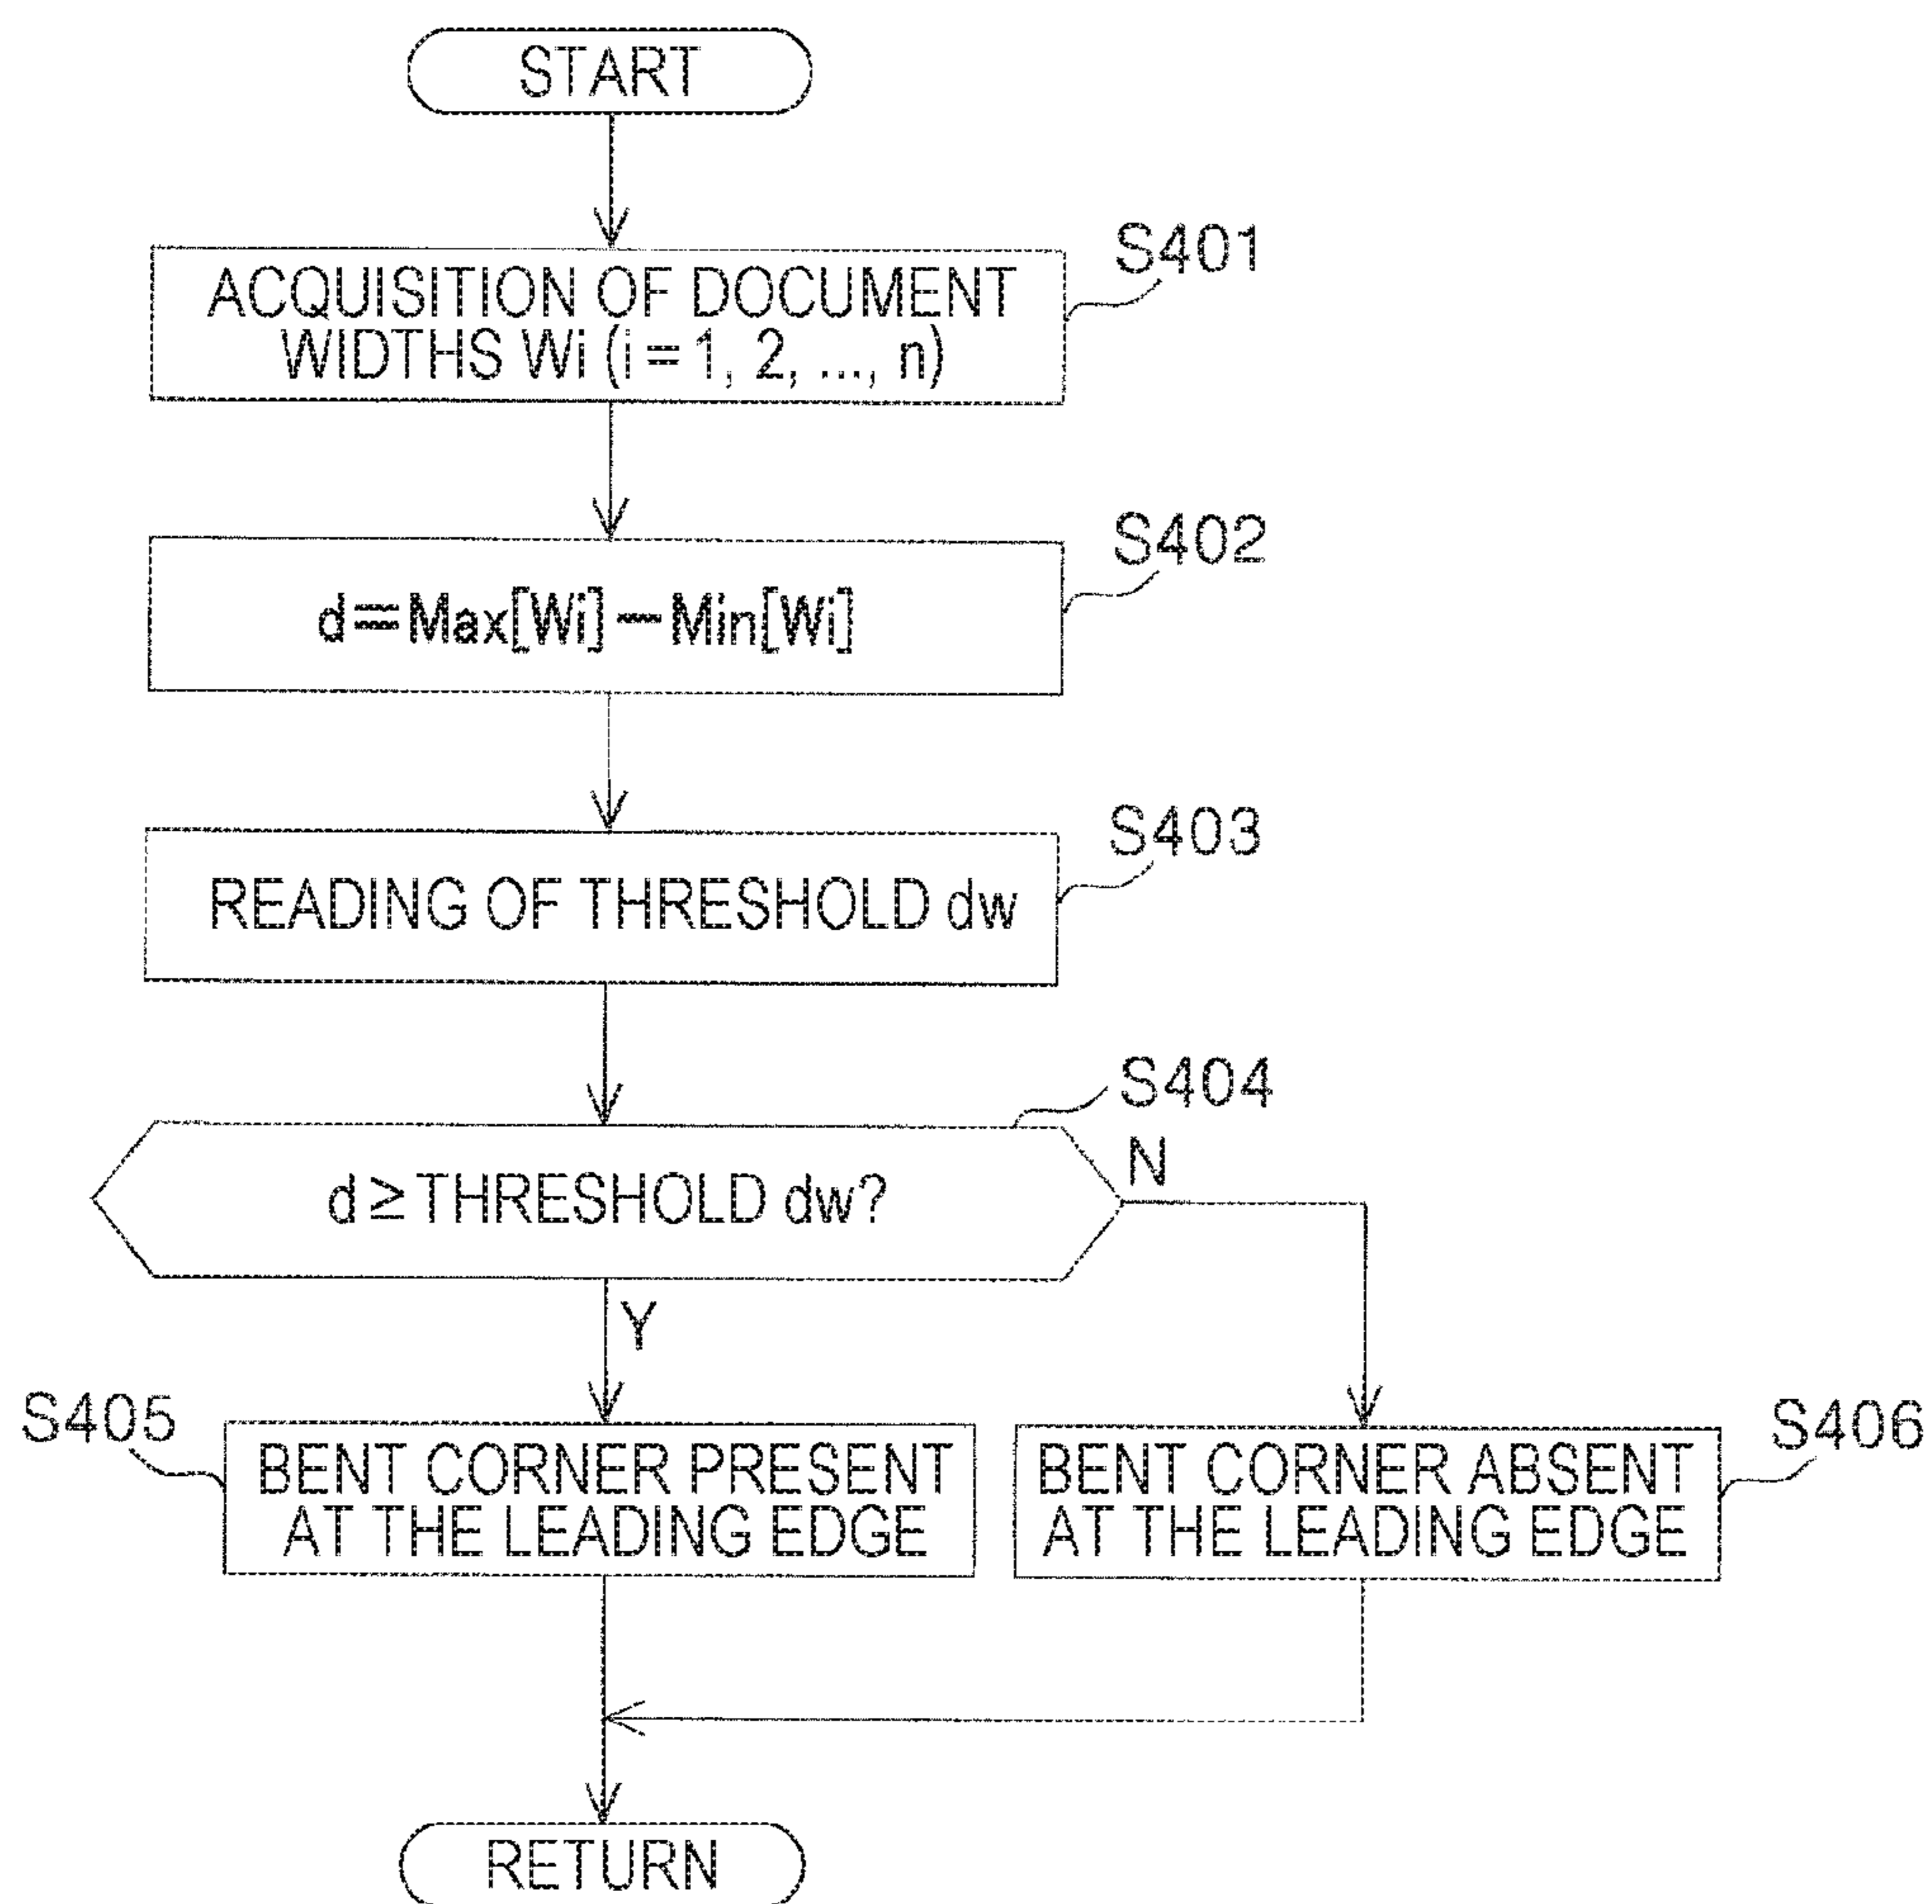 START
S401
ACQUISITION OF DOCUMENT
WIDTHS Wi (i = 1, 2, ..., n)
S402
d=Max[Wi]-Min[Wi]
S403
READING OF THRESHOLD dw
S404
d ≥ THRESHOLD dw?
N
Y
S405
BENT CORNER PRESENT
AT THE LEADING EDGE
S406
BENT CORNER ABSENT
AT THE LEADING EDGE
RETURN